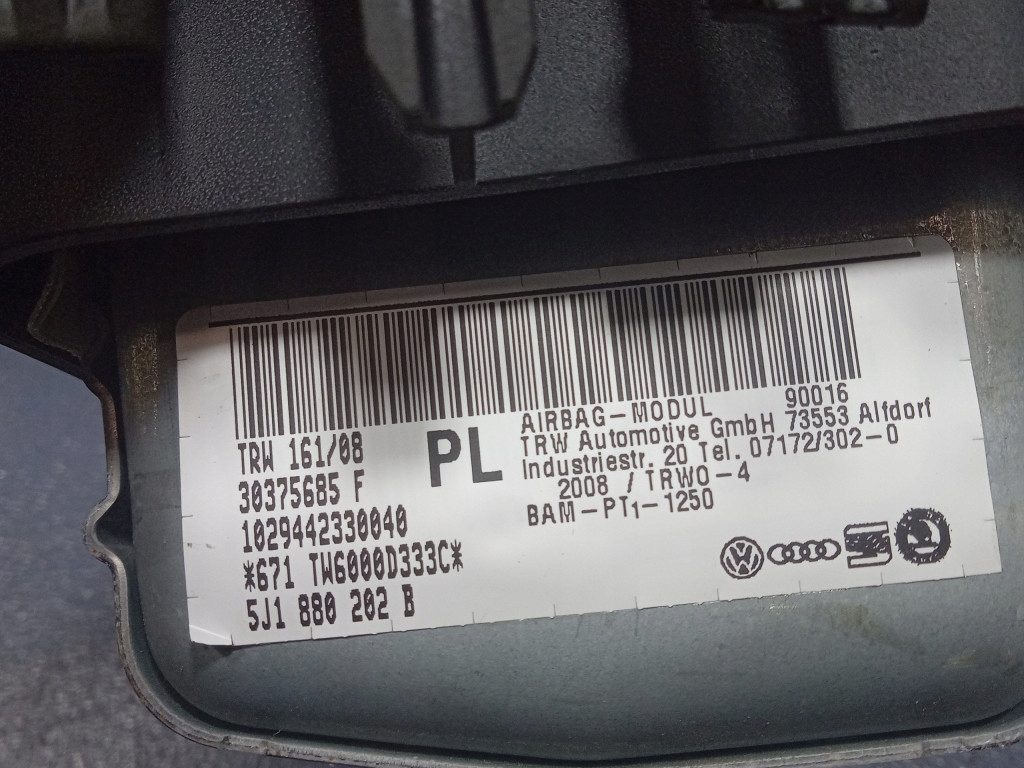 TRW 161/08
30375685 F
1029442330040
*671 TW6000D333C*
5J1 880 202 B
PL
AIRBAG-MODUL 90016
TRW Automotive GmbH 73553 Alfdorf
Industriestr. 20 Tel. 07172/302-0
2008 / TRWO-4
BAM-PT1-1250